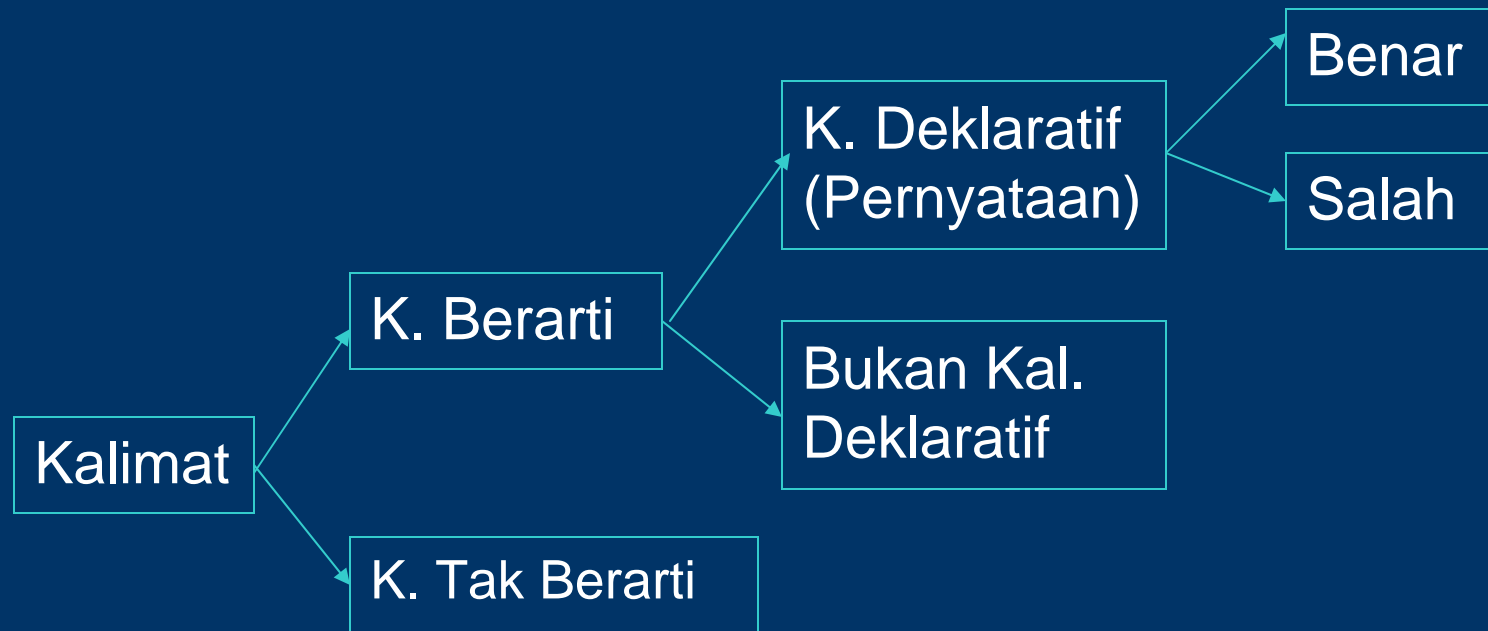 Kalimat
K. Berarti
K. Tak Berarti
K. Deklaratif
(Pernyataan)
Bukan Kal.
Deklaratif
Benar
Salah